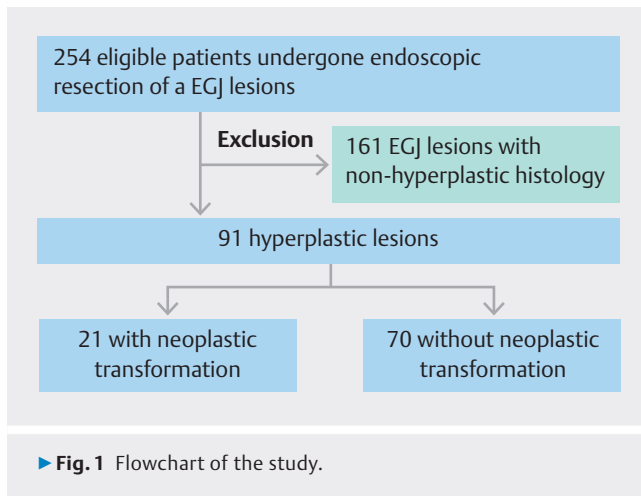 254 eligible patients undergone endoscopic
resection of a EGJ lesions
Exclusion
161 EGJ lesions with
non-hyperplastic histology
91 hyperplastic lesions
21 with neoplastic
transformation
70 without neoplastic
transformation
▶ Fig. 1 Flowchart of the study.